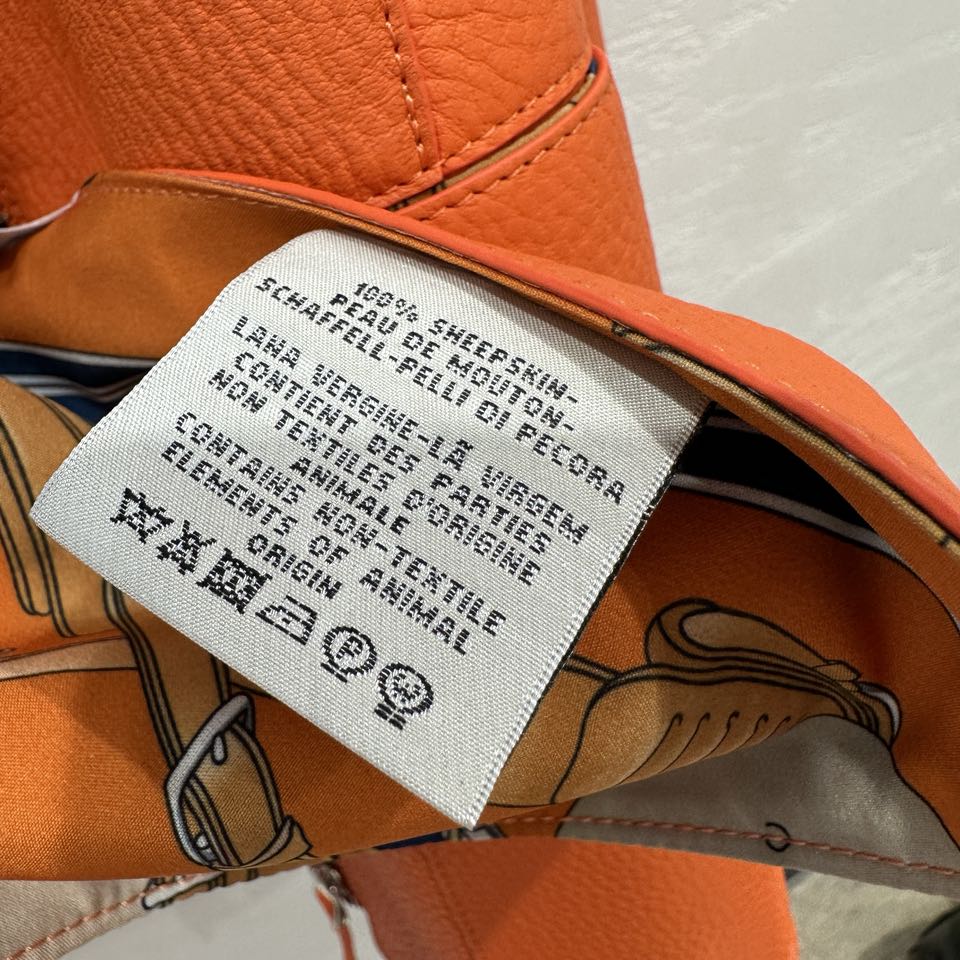 100% SHEEPSKIN-
PEAU DE MOUTON-
SCHAFFELL-PELLI DI PECORA
LANA VERGINE-LÃ VIRGEM
CONTIENT DES PARTIES
NON TEXTILES D'ORIGINE
ANIMALE
CONTAINS NON-TEXTILE
ELEMENTS OF ANIMAL
ORIGIN
P